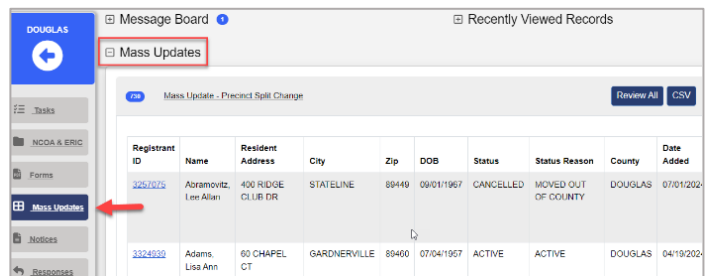 DOUGLAS
Message Board 1
Recently Viewed Records
Mass Updates
Tasks
NCOA & ERIC
Forms
Mass Updates
Notices
Responses
730 Mass Update - Precinct Split Change Review All CSV
Registrant ID Name Resident Address City Zip DOB Status Status Reason County Date Added
3257075 Abramovitz, Lee Allan 400 RIDGE CLUB DR STATELINE 89449 09/01/1967 CANCELLED MOVED OUT OF COUNTY DOUGLAS 07/01/202
3324939 Adams, Lisa Ann 60 CHAPEL CT GARDNERVILLE 89460 07/04/1957 ACTIVE ACTIVE DOUGLAS 04/19/202